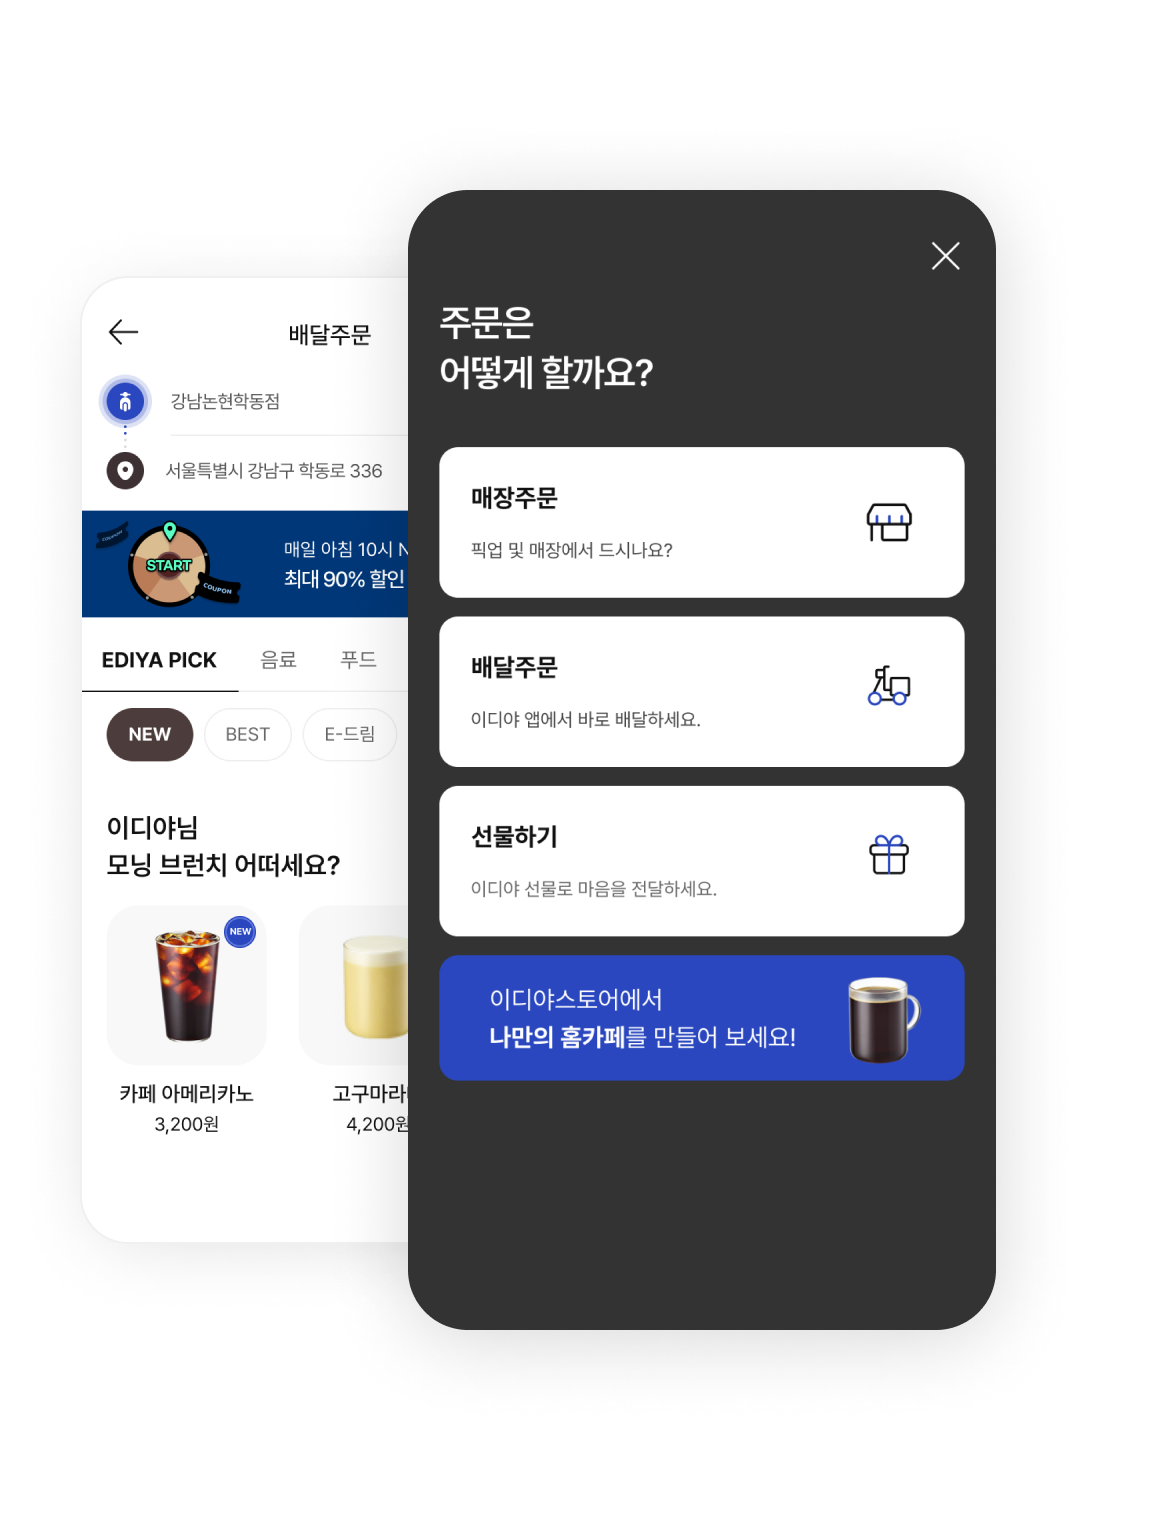 배달주문
강남논현학동점
서울특별시 강남구 학동로 336
COUPON
START
COUPON
매일 아침 10시
최대 90% 할인
EDIYA PICK
음료
푸드
NEW
BEST
E-드림
이디야님
모닝 브런치 어떠세요?
NEW
카페 아메리카노
3,200원
고구마라
4,200원
주문은
어떻게 할까요?
매장주문
픽업 및 매장에서 드시나요?
배달주문
이디야 앱에서 바로 배달하세요.
선물하기
이디야 선물로 마음을 전달하세요.
이디야스토어에서
나만의 홈카페를 만들어 보세요!